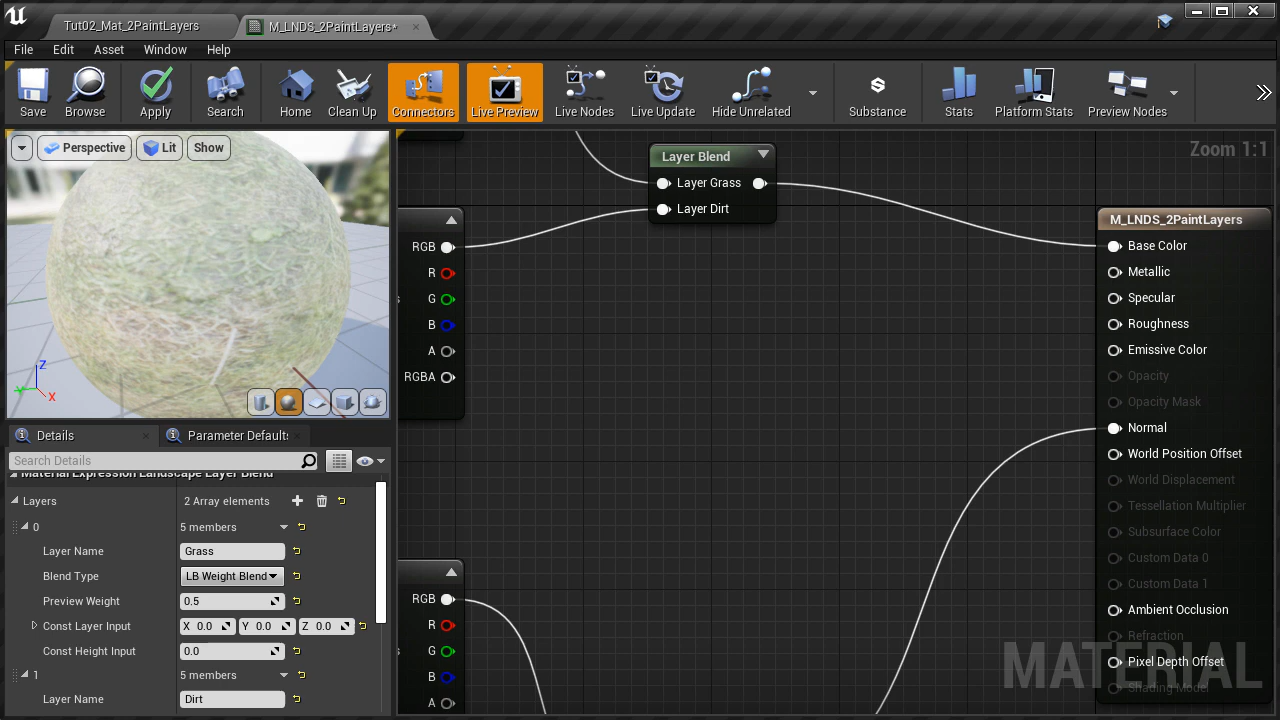 Tut02_Mat_2PaintLayers
M_LNDS_2PaintLayers*
File Edit Asset Window Help
Save Browse Apply Search Home Clean Up Connectors Live Preview Live Nodes Live Update Hide Unrelated Substance Stats Platform Stats Preview Nodes
Perspective Lit Show
Z
Y
X
Details
Parameter Defaults
Search Details
Material Expression Landscape Layer Blend
Layers 2 Array elements
0 5 members
Layer Name Grass
Blend Type LB Weight Blend
Preview Weight 0.5
Const Layer Input X 0.0 Y 0.0 Z 0.0
Const Height Input 0.0
1 5 members
Layer Name Dirt
Zoom 1:1
Layer Blend
Layer Grass
Layer Dirt
RGB
R
G
B
A
RGBA
RGB
R
G
B
A
M_LNDS_2PaintLayers
Base Color
Metallic
Specular
Roughness
Emissive Color
Opacity
Opacity Mask
Normal
World Position Offset
World Displacement
Tessellation Multiplier
Subsurface Color
Custom Data 0
Custom Data 1
Ambient Occlusion
Refraction
Pixel Depth Offset
Shading Model
MATERIAL